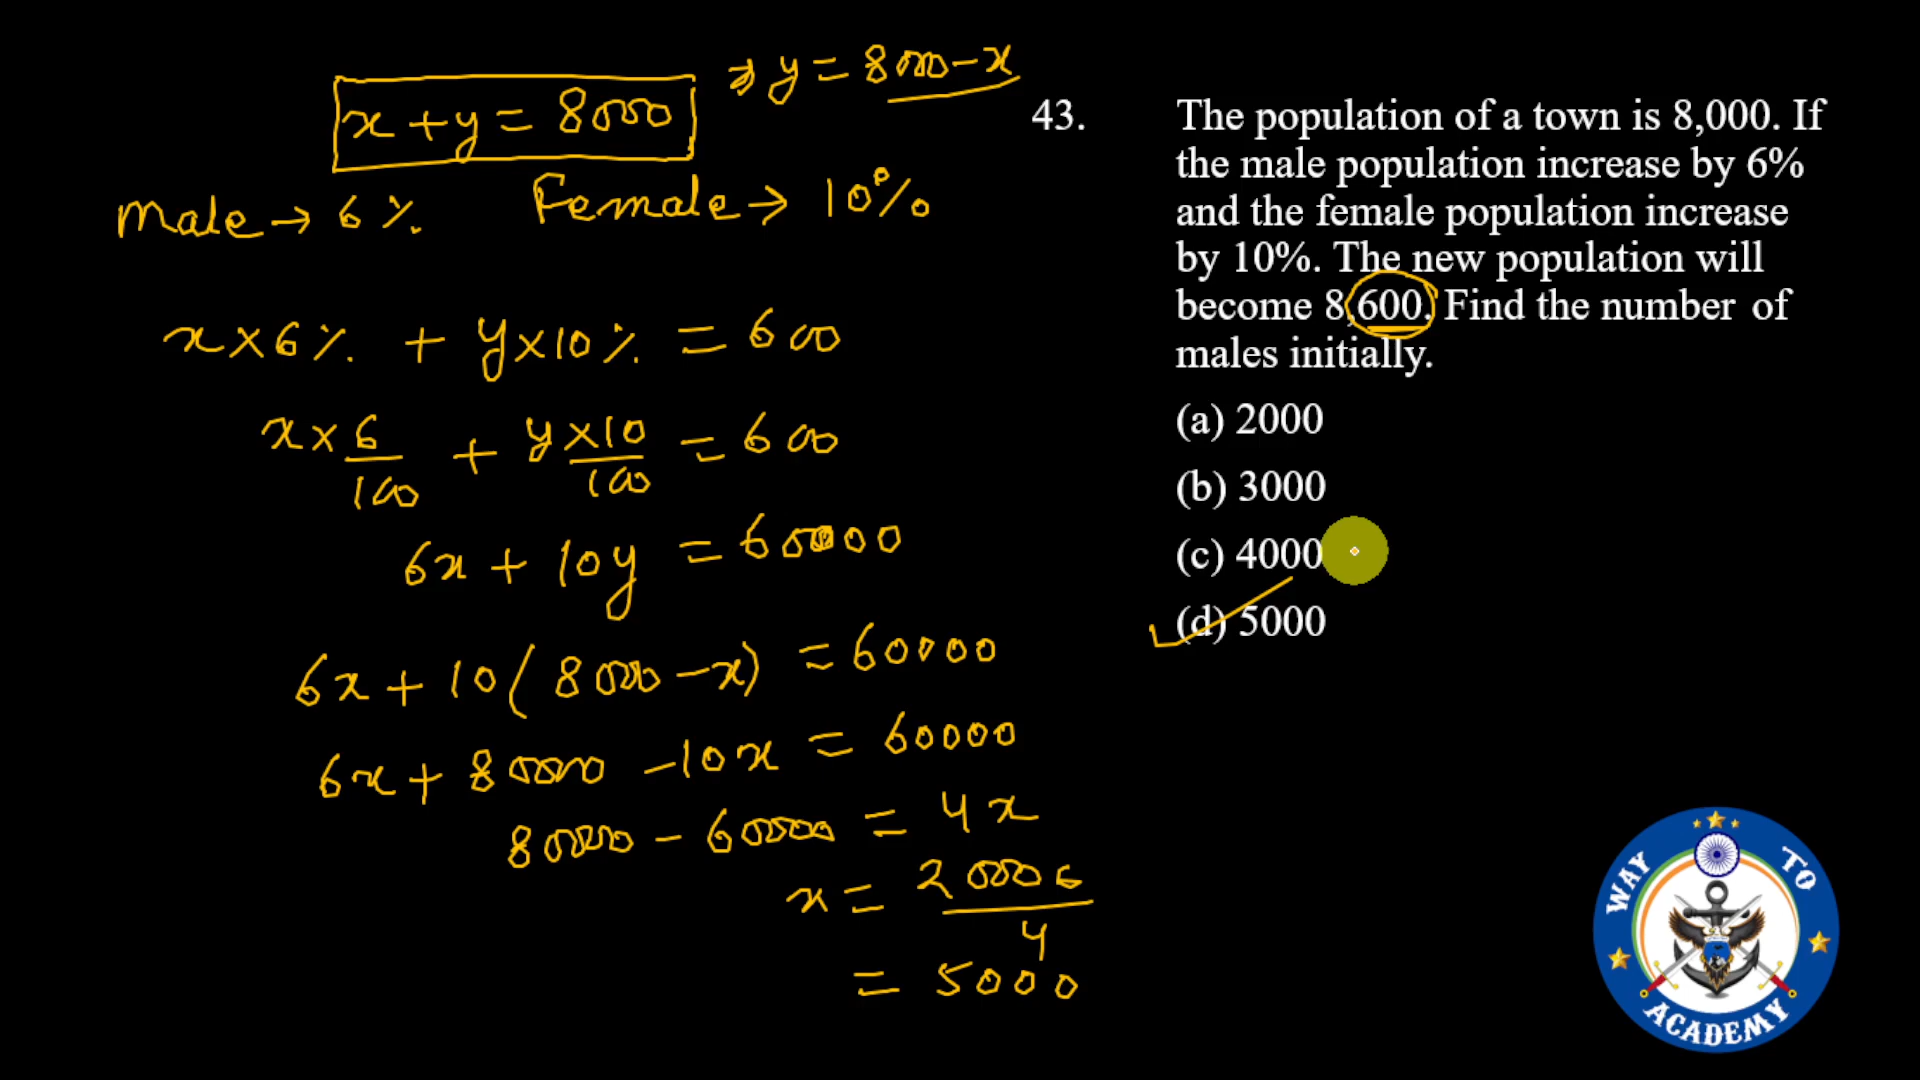 x + y = 8000 ⇒ y = 8000 - x
Male → 6% Female → 10%
x × 6% + y × 10% = 600
x × 6/100 + y × 10/100 = 600
6x + 10y = 60000
6x + 10(8000 - x) = 60000
6x + 80000 - 10x = 60000
80000 - 60000 = 4x
x = 20000/4
= 5000
43. The population of a town is 8,000. If
the male population increase by 6%
and the female population increase
by 10%. The new population will
become 8,600. Find the number of
males initially.
(a) 2000
(b) 3000
(c) 4000
(d) 5000
WAY TO
ACADEMY